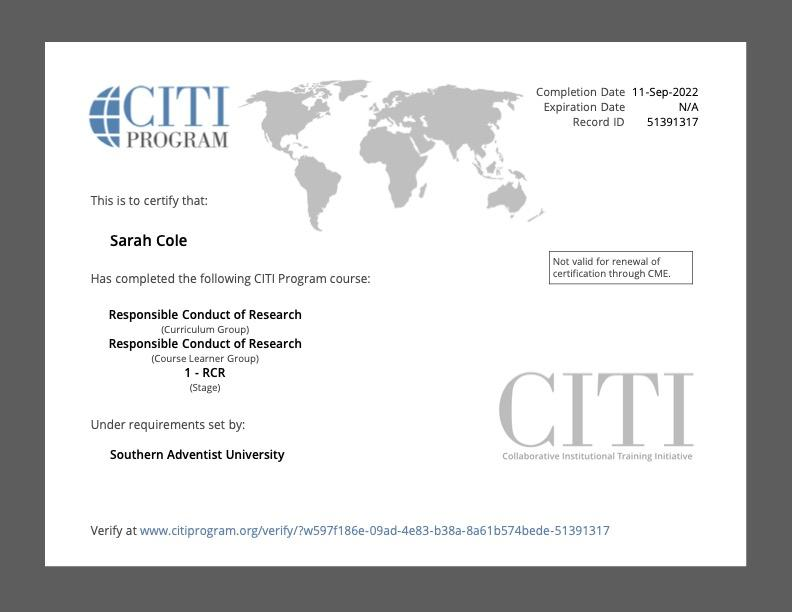 CITI
PROGRAM
Completion Date 11-Sep-2022
Expiration Date N/A
Record ID 51391317
This is to certify that:
Sarah Cole
Has completed the following CITI Program course:
Not valid for renewal of
certification through CME.
Responsible Conduct of Research
(Curriculum Group)
Responsible Conduct of Research
(Course Learner Group)
1 - RCR
(Stage)
Under requirements set by:
Southern Adventist University
CITI
Collaborative Institutional Training Initiative
Verify at www.citiprogram.org/verify/?w597f186e-09ad-4e83-b38a-8a61b574bede-51391317